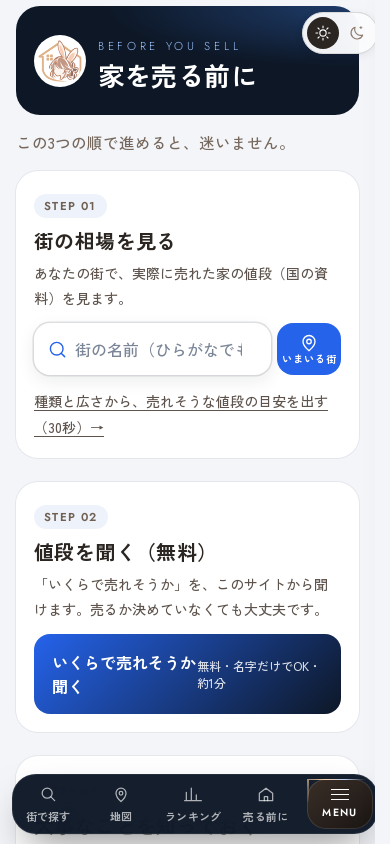 BEFORE YOU SELL
家を売る前に
この3つの順で進めると、迷いません。
STEP 01
街の相場を見る
あなたの街で、実際に売れた家の値段（国の資
料）を見ます。
街の名前（ひらがなでも
いまいる街
種類と広さから、売れそうな値段の目安を出す
（30秒）→
STEP 02
値段を聞く（無料）
「いくらで売れそうか」を、このサイトから聞
けます。売るか決めていなくても大丈夫です。
いくらで売れそうか
聞く
無料・名字だけでOK・
約1分
街で探す
地図
ランキング
売る前に
MENU